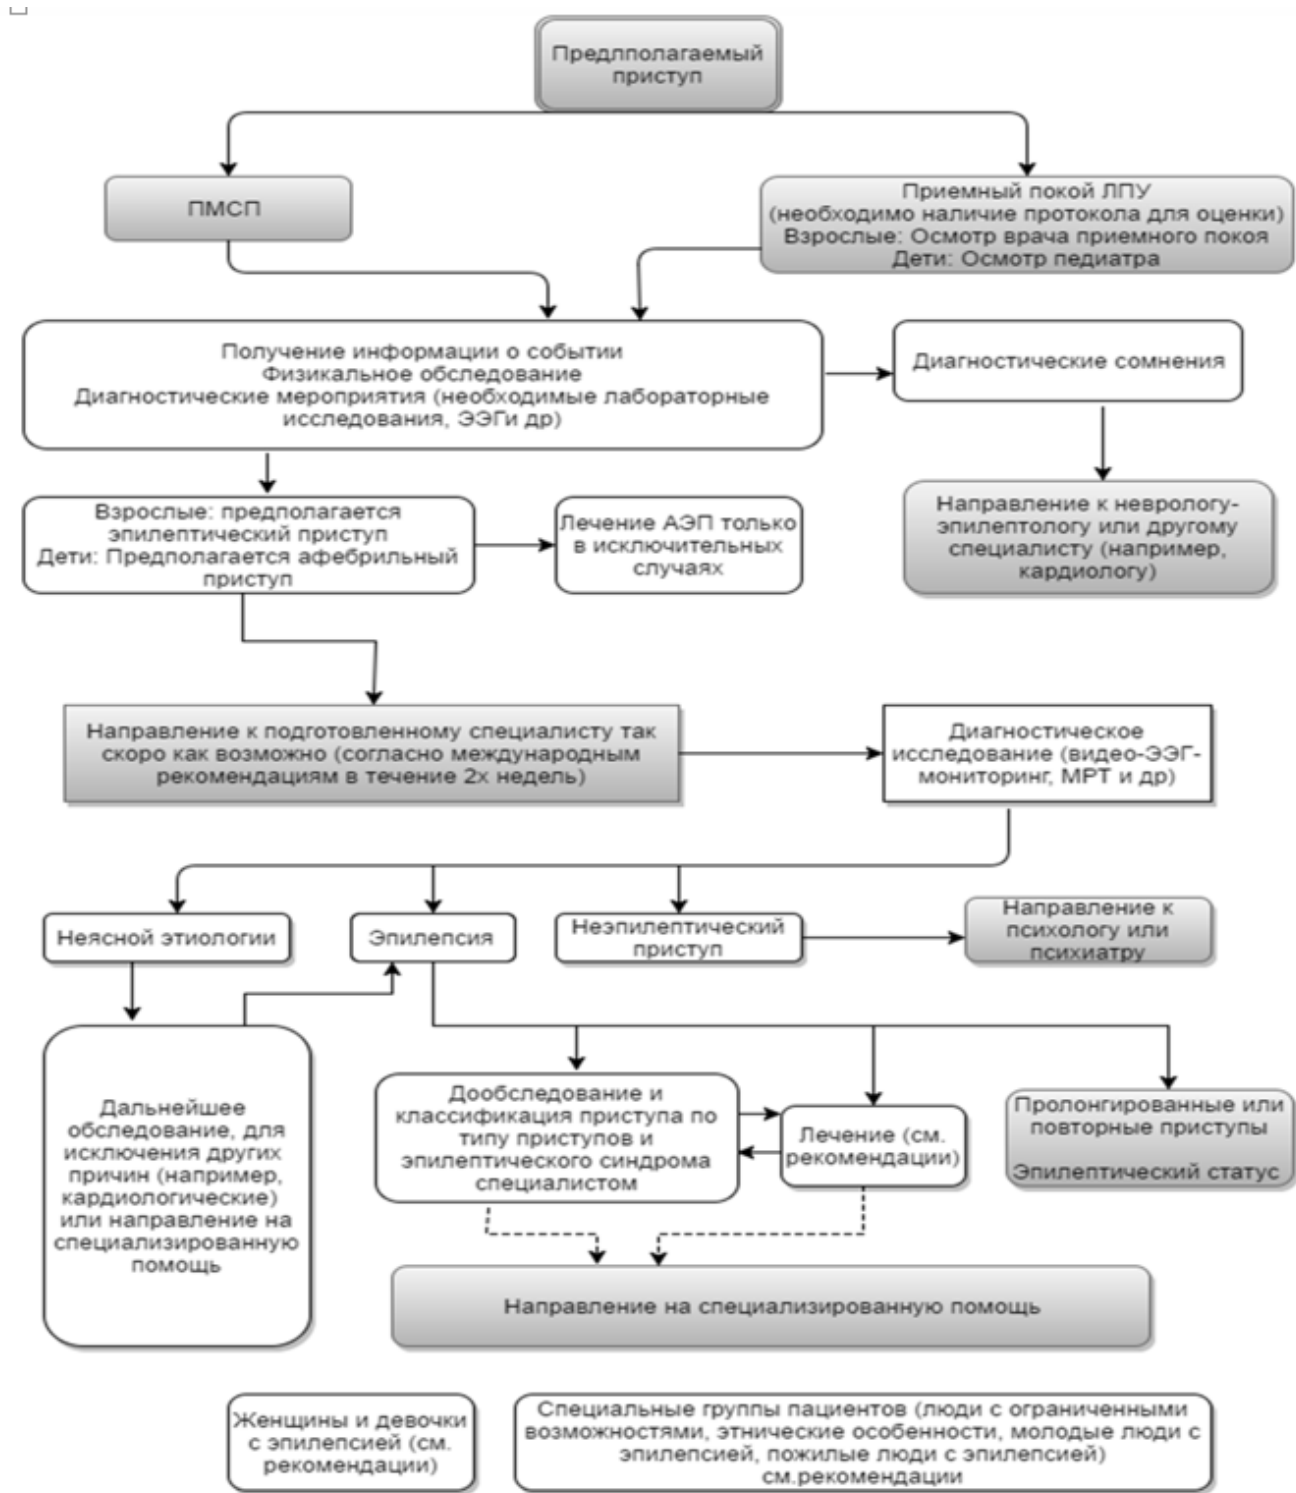 Предлполагаемый
приступ
ПМСП
Приемный покой ЛПУ
(необходимо наличие протокола для оценки)
Взрослые: Осмотр врача приемного покоя
Дети: Осмотр педиатра
Получение информации о событии
Физикальное обследование
Диагностические мероприятия (необходимые лабораторные
исследования, ЭЭГи др)
Диагностические сомнения
Направление к неврологу-
эпилептологу или другому
специалисту (например,
кардиологу)
Взрослые: предполагается
эпилептический приступ
Дети: Предполагается афебрильный
приступ
Лечение АЭП только
в исключительных
случаях
Направление к подготовленному специалисту так
скоро как возможно (согласно международным
рекомендациям в течение 2х недель)
Диагностическое
исследование (видео-ЭЭГ-
мониторинг, МРТ и др)
Неясной этиологии
Эпилепсия
Неэпилептический
приступ
Направление к
психологу или
психиатру
Дальнейшее
обследование, для
исключения других
причин (например,
кардиологические)
или направление на
специализированную
помощь
Дообследование и
классификация приступа по
типу приступов и
эпилептического синдрома
специалистом
Лечение (см.
рекомендации)
Пролонгированные или
повторные приступы
Эпилептический статус
Направление на специализированную помощь
Женщины и девочки
с эпилепсией (см.
рекомендации)
Специальные группы пациентов (люди с ограниченными
возможностями, этнические особенности, молодые люди с
эпилепсией, пожилые люди с эпилепсией)
см.рекомендации